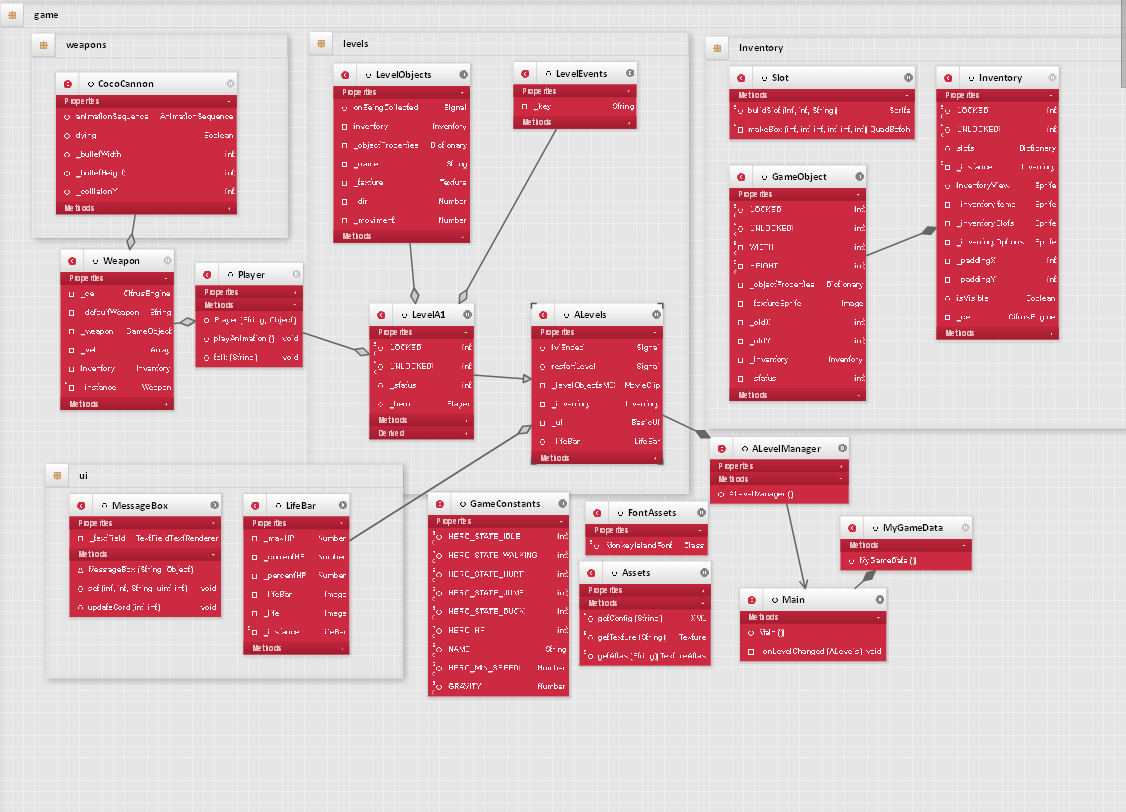 game
weapons
CocoCannon
Properties
animationSequence AnimationSequence
dying Boolean
_bulletWidth int
_bulletHeight int
_collisionY int
Methods
Weapon
Properties
_ce CitrusEngine
_defaultWeapon String
_weapon GameObject
_vel Array
Inventory Inventory
_instance Weapon
Methods
Player
Properties
Methods
Player (String, Object)
playAnimation () void
talk (String) void
levels
LevelObjects
Properties
onBeingCollected Signal
inventory Inventory
_objectProperties Dictionary
_name String
_texture Texture
_dir Number
_moviment Number
Methods
LevelEvents
Properties
_key String
Methods
LevelA1
Properties
LOCKED int
UNLOCKED int
_status int
_hero Player
Methods
Derived
ALevels
Properties
lvlEnded Signal
restartLevel Signal
_levelObjectsMC MovieClip
_inventory Inventory
_ui BasicUI
_lifeBar LifeBar
Methods
Inventory
Slot
Methods
buildSlot (int, int, String)
makeBox (int, int, int, int, int)
GameObject
Properties
LOCKED int
UNLOCKED int
WIDTH int
HEIGHT int
_objectProperties Dictionary
_textureSprite Image
_oldX int
_oldY int
_Inventory Inventory
_status int
Methods
Inventory
Properties
LOCKED int
UNLOCKED int
slots Dictionary
_instance Inventory
InventoryView Sprite
_inventoryItems Sprite
_inventorySlots Sprite
_inventoryOptions Sprite
_paddingX int
_paddingY int
isVisible Boolean
_ce CitrusEngine
Methods
ALevelManager
Properties
Methods
ALevelManager ()
MyGameData
Methods
MyGameData ()
Main
Methods
Main ()
onLevelChanged (ALevels) void
ui
MessageBox
Properties
_textField TextFieldTextRenderer
Methods
MessageBox (String, Object)
set (int, int, String, uint, int) void
updateCord (int, int) void
LifeBar
Properties
_maxHP Number
_currentHP Number
_percentHP Number
_lifeBar Image
_life Image
_instance LifeBar
Methods
GameConstants
Properties
HERO_STATE_IDLE int
HERO_STATE_WALKING int
HERO_STATE_HURT int
HERO_STATE_JUMP int
HERO_STATE_DUCK int
HERO_HP int
NAME String
HERO_MIN_SPEED Number
GRAVITY Number
FontAssets
Properties
MonkeyIslandFont Class
Assets
Properties
Methods
getConfig (String) XML
getTexture (String) Texture
getAtlas (String) TextureAtlas